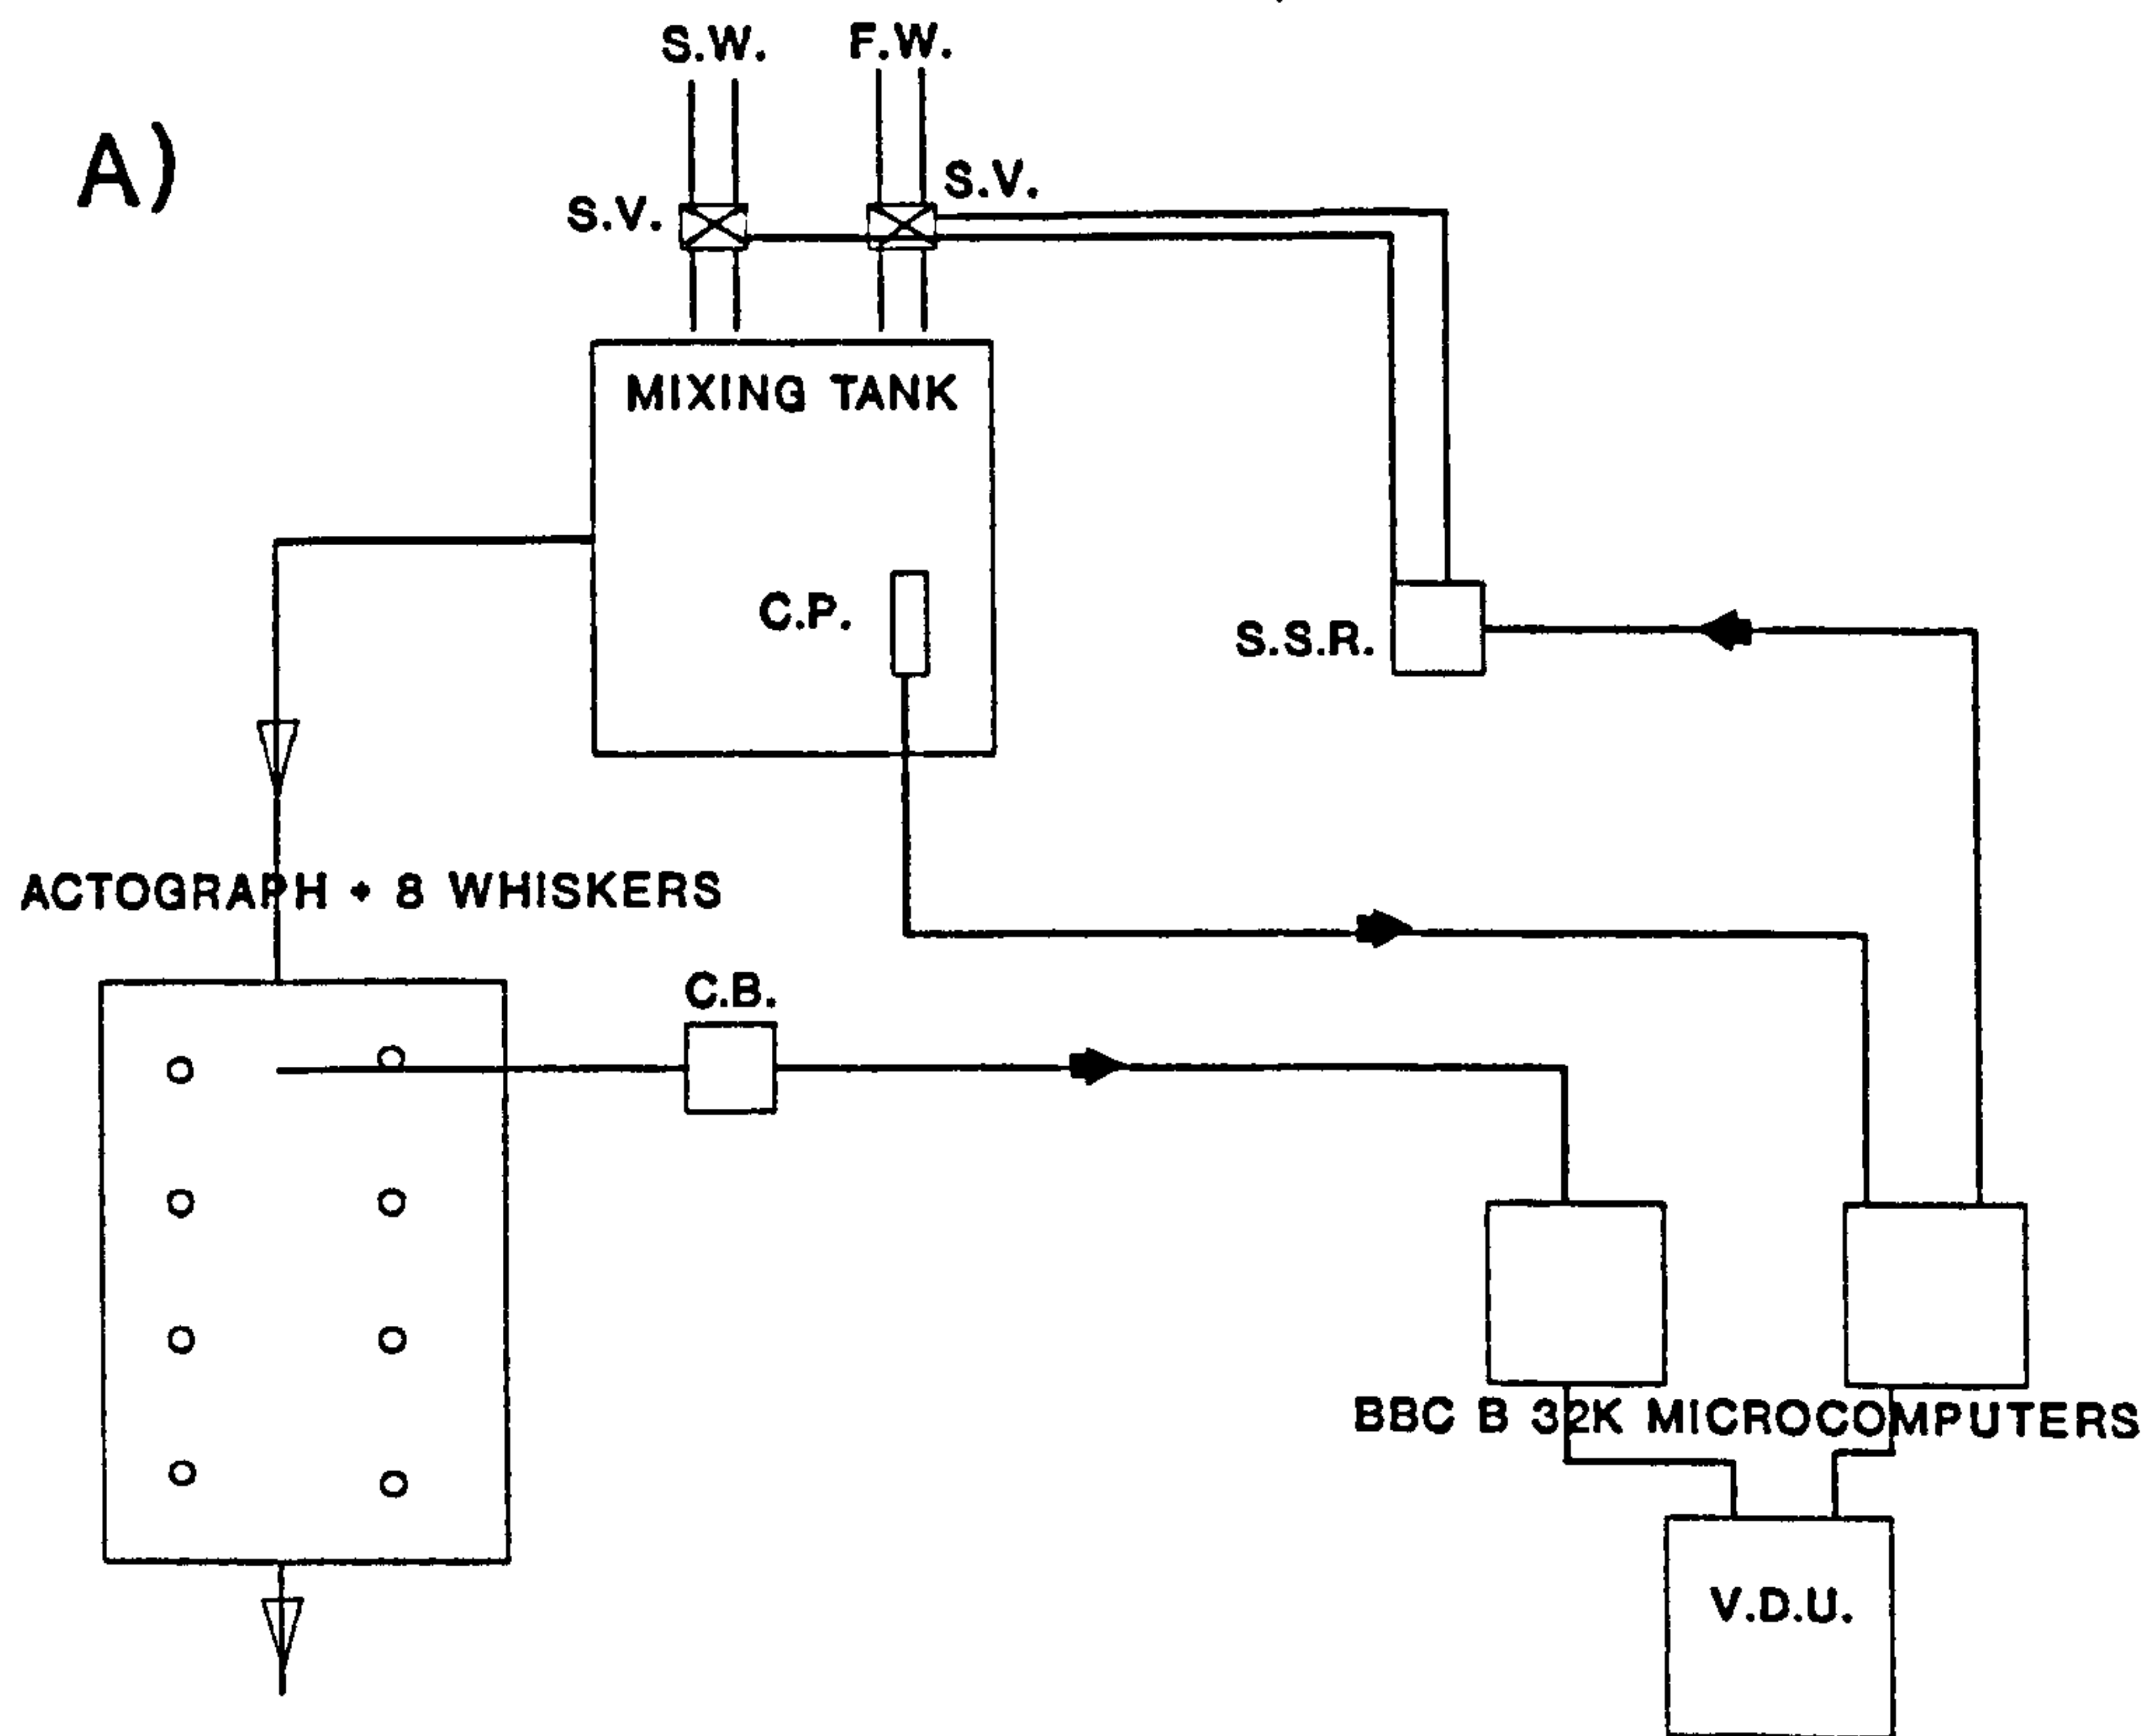 S.W. F.W.
A)
S.V.
S.V.
MIXING TANK
C.P.
S.S.R.
ACTOGRAPH + 8 WHISKERS
C.B.
BBC B 32K MICROCOMPUTERS
V.D.U.